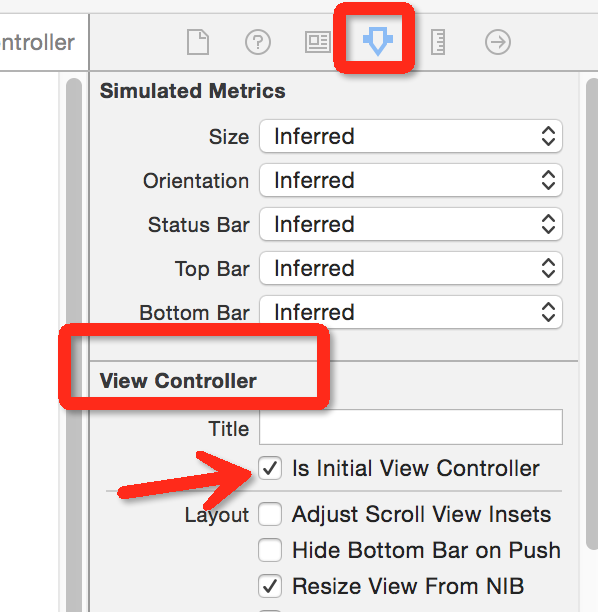 ntroller
Simulated Metrics
Size Inferred
Orientation Inferred
Status Bar Inferred
Top Bar Inferred
Bottom Bar Inferred
View Controller
Title
Is Initial View Controller
Layout Adjust Scroll View Insets
Hide Bottom Bar on Push
Resize View From NIB